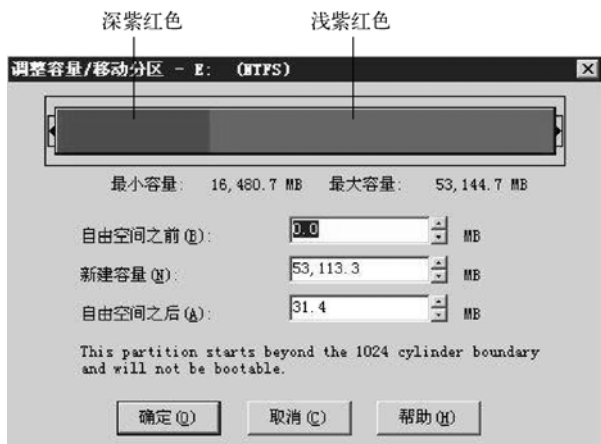 深紫红色 浅紫红色
调整容量/移动分区 - E: (NTFS)
最小容量: 16,480.7 MB 最大容量: 53,144.7 MB
自由空间之前(B): 0.0 MB
新建容量(N): 53,113.3 MB
自由空间之后(A): 31.4 MB
This partition starts beyond the 1024 cylinder boundary
and will not be bootable.
确定(O) 取消(C) 帮助(H)